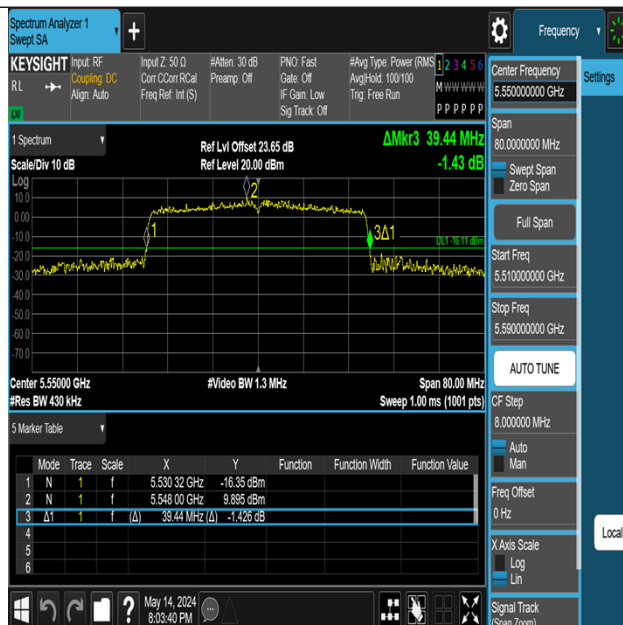 Spectrum Analyzer 1
Swept SA
+
Frequency
KEYSIGHT
RL
LXI
Input: RF
Coupling: DC
Align: Auto
Input Z: 50 Ω
Corr CCorr RCal
Freq Ref: Int (S)
#Atten: 30 dB
Preamp: Off
PNO: Fast
Gate: Off
IF Gain: Low
Sig Track: Off
#Avg Type: Power (RMS
Avg|Hold: 100/100
Trig: Free Run
1 2 3 4 5 6
M W W W W W
P P P P P P
1 Spectrum
Scale/Div 10 dB
Log
Ref Lvl Offset 23.65 dB
Ref Level 20.00 dBm
ΔMkr3 39.44 MHz
-1.43 dB
10.0
0.00
-10.0
-20.0
-30.0
-40.0
-50.0
-60.0
-70.0
2
1
3Δ1
DL1 -16.11 dBm
Center 5.55000 GHz
#Video BW 1.3 MHz
Span 80.00 MHz
#Res BW 430 kHz
Sweep 1.00 ms (1001 pts)
5 Marker Table
Mode Trace Scale X Y Function Function Width Function Value
1 N 1 f 5.530 32 GHz -16.35 dBm
2 N 1 f 5.548 00 GHz 9.895 dBm
3 Δ1 1 f (Δ) 39.44 MHz (Δ) -1.426 dB
4
5
6
?
May 14, 2024
8:03:40 PM
Center Frequency
5.550000000 GHz
Settings
Span
80.0000000 MHz
Swept Span
Zero Span
Full Span
Start Freq
5.510000000 GHz
Stop Freq
5.590000000 GHz
AUTO TUNE
CF Step
8.000000 MHz
Auto
Man
Freq Offset
0 Hz
Local
X Axis Scale
Log
Lin
Signal Track
(Span Zoom)